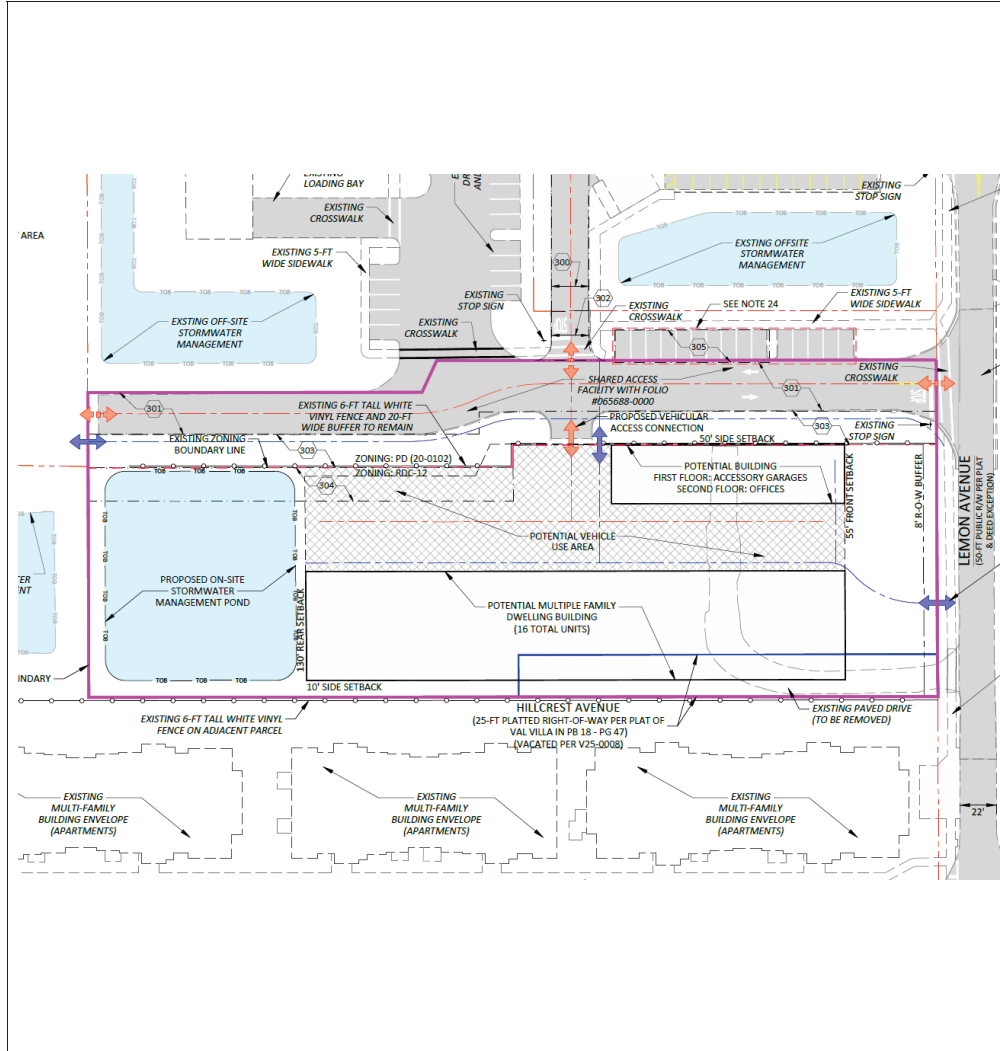 EXISTING
LOADING BAY
EXISTING
CROSSWALK
EXISTING 5-FT
WIDE SIDEWALK
AREA
TOB
EXSTING OFF-SITE
STORMWATER
MANAGEMENT
EXISTING
STOP SIGN
EXISTING
CROSSWALK
300
302
STOP
EXISTING
CROSSWALK
EXISTING
STOP SIGN
EXSTING OFFSITE
STORMWATER
MANAGEMENT
EXISTING 5-FT
WIDE SIDEWALK
SEE NOTE 24
305
EXISTING
CROSSWALK
301
SHARED ACCESS
FACILITY WITH FOLIO
#065688-0000
301
STOP
EXISTING 6-FT TALL WHITE
VINYL FENCE AND 20-FT
WIDE BUFFER TO REMAIN
PROPOSED VEHICULAR
ACCESS CONNECTION
303
EXISTING
STOP SIGN
EXISTING ZONING
BOUNDARY LINE
303
ZONING: PD (20-0102)
ZONING: RDC-12
304
50' SIDE SETBACK
POTENTIAL BUILDING
FIRST FLOOR: ACCESSORY GARAGES
SECOND FLOOR: OFFICES
55' FRONT SETBACK
8' R-O-W BUFFER
LEMON AVENUE
(50-FT PUBLIC R/W PER PLAT
& DEED EXCEPTION)
POTENTIAL VEHICLE
USE AREA
PROPOSED ON-SITE
STORMWATER
MANAGEMENT POND
130' REAR SETBACK
POTENTIAL MULTIPLE FAMILY
DWELLING BUILDING
(16 TOTAL UNITS)
10' SIDE SETBACK
UNDARY
EXISTING 6-FT TALL WHITE VINYL
FENCE ON ADJACENT PARCEL
HILLCREST AVENUE
(25-FT PLATTED RIGHT-OF-WAY PER PLAT OF
VAL VILLA IN PB 18 - PG 47)
(VACATED PER V25-0008)
EXISTING PAVED DRIVE
(TO BE REMOVED)
EXISTING
MULTI-FAMILY
BUILDING ENVELOPE
(APARTMENTS)
EXISTING
MULTI-FAMILY
BUILDING ENVELOPE
(APARTMENTS)
EXISTING
MULTI-FAMILY
BUILDING ENVELOPE
(APARTMENTS)
22'